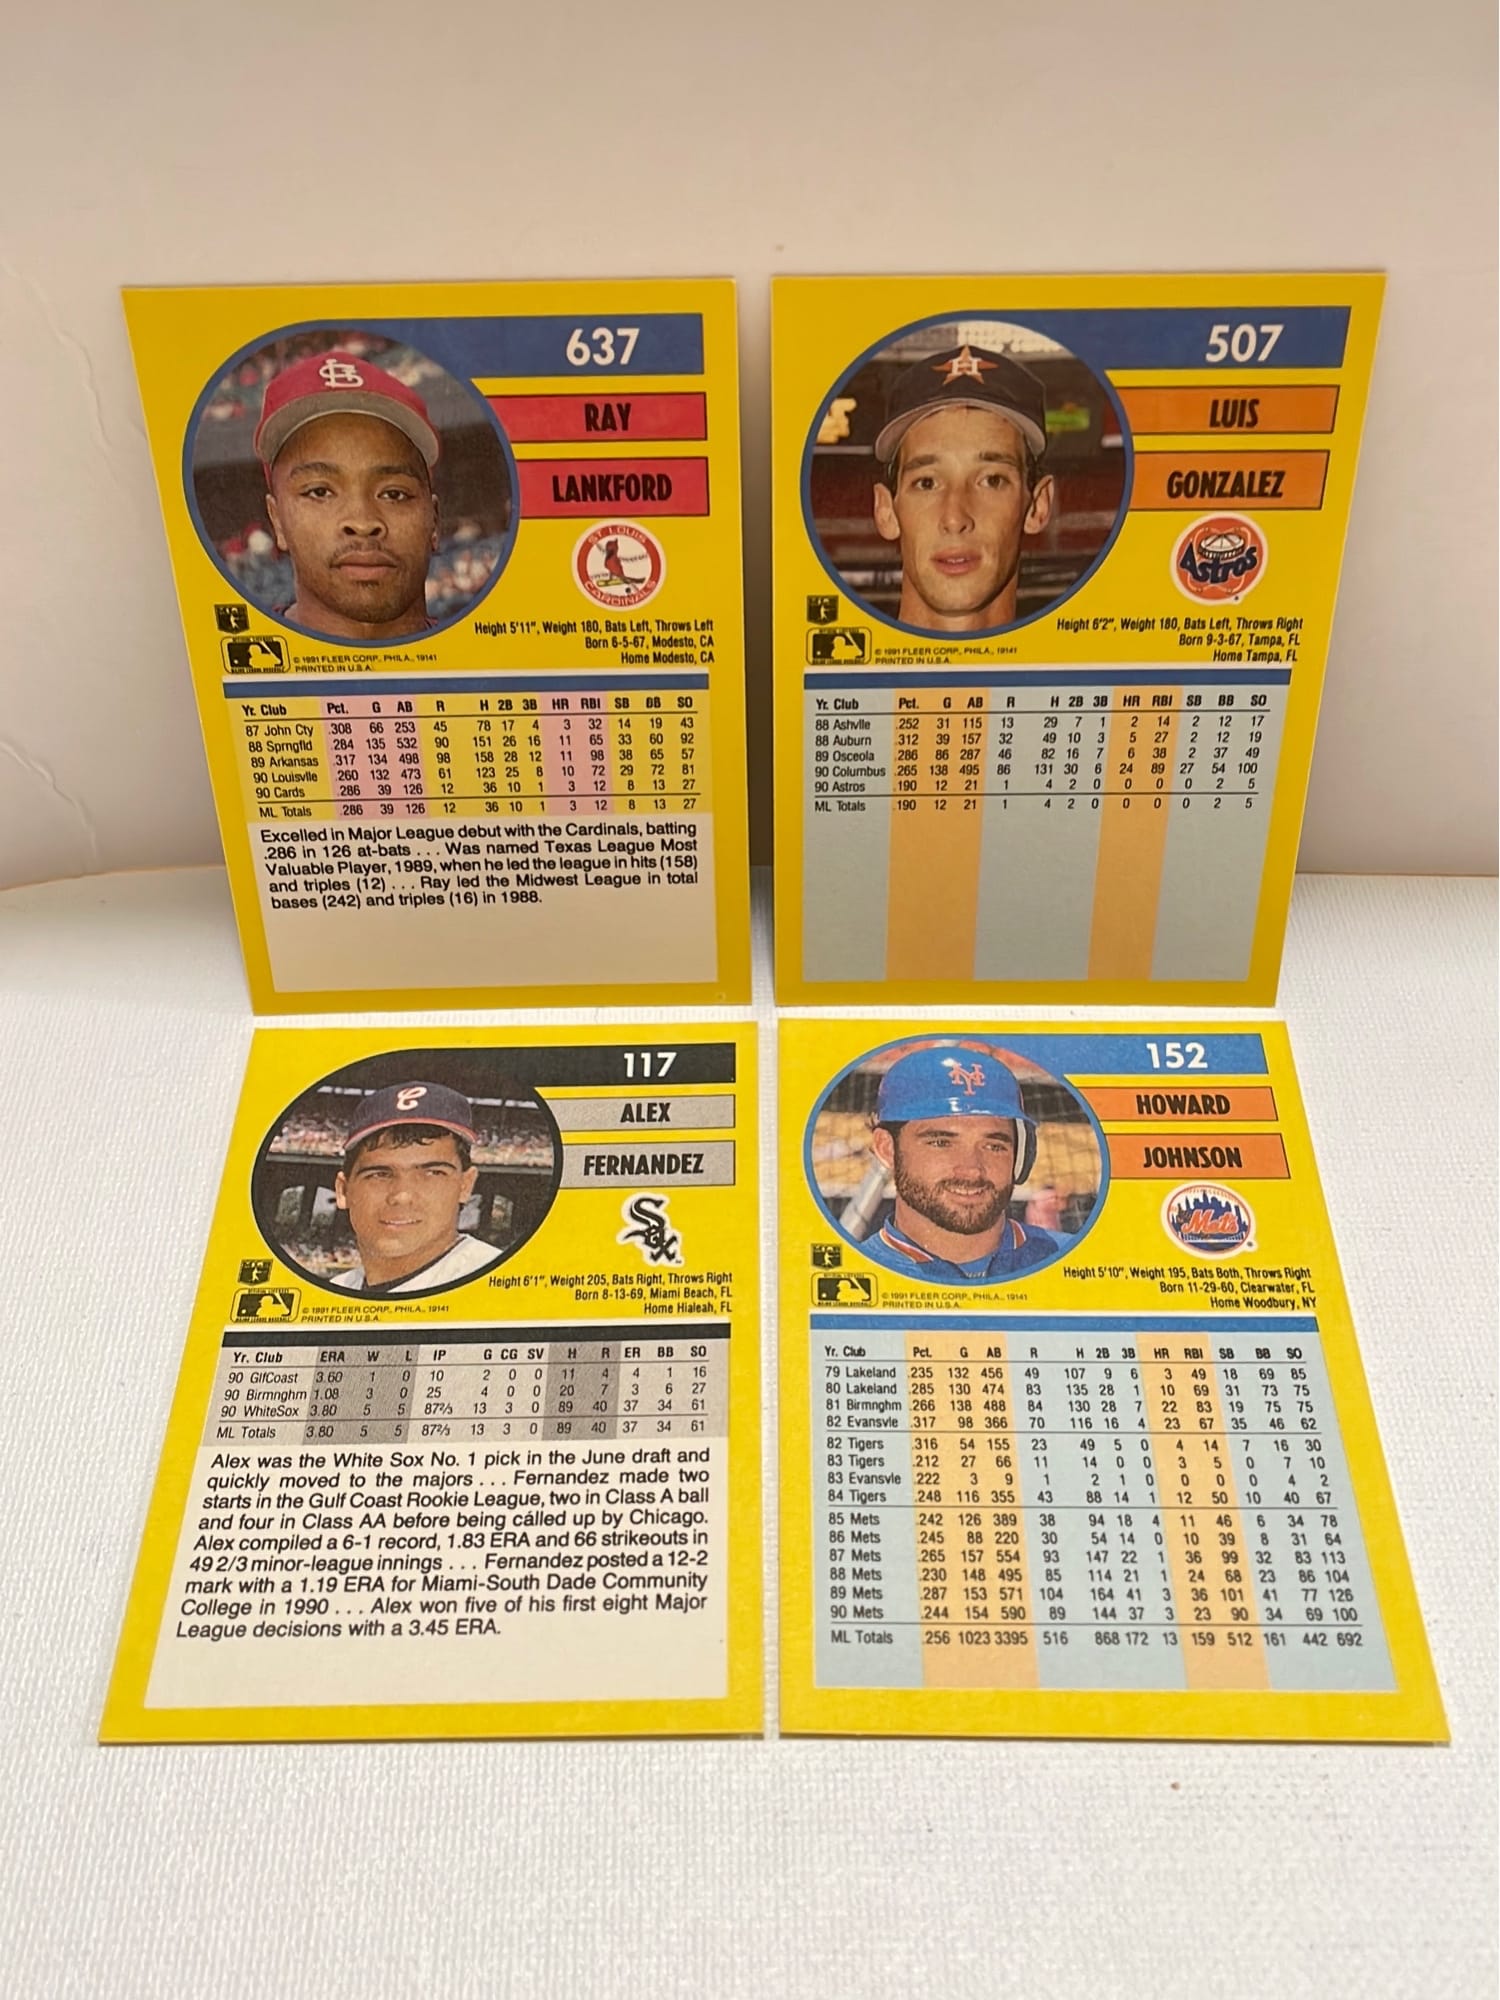 637
RAY
LANKFORD
ST. LOUIS
CARDINALS
Height 5'11", Weight 180, Bats Left, Throws Left
Born 6-5-67, Modesto, CA
Home Modesto, CA
© 1991 FLEER CORP., PHILA., 19141
PRINTED IN U.S.A.
Yr. Club Pct. G AB R H 2B 3B HR RBI SB BB SO
87 John Cty .308 66 253 45 78 17 4 3 32 14 19 43
88 Sprngfld .284 135 532 90 151 26 16 11 65 33 60 92
89 Arkansas .317 134 498 98 158 28 12 11 98 38 65 57
90 Louisvlle .260 132 473 61 123 25 8 10 72 29 72 81
90 Cards .286 39 126 12 36 10 1 3 12 8 13 27
ML Totals .286 39 126 12 36 10 1 3 12 8 13 27
Excelled in Major League debut with the Cardinals, batting
.286 in 126 at-bats . . . Was named Texas League Most
Valuable Player, 1989, when he led the league in hits (158)
and triples (12) . . . Ray led the Midwest League in total
bases (242) and triples (16) in 1988.
507
LUIS
GONZALEZ
Astros
Height 6'2", Weight 180, Bats Left, Throws Right
Born 9-3-67, Tampa, FL
Home Tampa, FL
© 1991 FLEER CORP., PHILA., 19141
PRINTED IN U.S.A.
Yr. Club Pct. G AB R H 2B 3B HR RBI SB BB SO
88 Ashvlle .252 31 115 13 29 7 1 2 14 2 12 17
88 Auburn .312 39 157 32 49 10 3 5 27 2 12 19
89 Osceola .286 86 287 46 82 16 7 6 38 2 37 49
90 Columbus .265 138 495 86 131 30 6 24 89 27 54 100
90 Astros .190 12 21 1 4 2 0 0 0 0 2 5
ML Totals .190 12 21 1 4 2 0 0 0 0 2 5
117
ALEX
FERNANDEZ
Sox
Height 6'1", Weight 205, Bats Right, Throws Right
Born 8-13-69, Miami Beach, FL
Home Hialeah, FL
© 1991 FLEER CORP., PHILA., 19141
PRINTED IN U.S.A.
Yr. Club ERA W L IP G CG SV H R ER BB SO
90 GlfCoast 3.60 1 0 10 2 0 0 11 4 4 1 16
90 Birmnghm 1.08 3 0 25 4 0 0 20 7 3 6 27
90 WhiteSox 3.80 5 5 87⅔ 13 3 0 89 40 37 34 61
ML Totals 3.80 5 5 87⅔ 13 3 0 89 40 37 34 61
Alex was the White Sox No. 1 pick in the June draft and
quickly moved to the majors . . . Fernandez made two
starts in the Gulf Coast Rookie League, two in Class A ball
and four in Class AA before being called up by Chicago.
Alex compiled a 6-1 record, 1.83 ERA and 66 strikeouts in
49 2/3 minor-league innings . . . Fernandez posted a 12-2
mark with a 1.19 ERA for Miami-South Dade Community
College in 1990 . . . Alex won five of his first eight Major
League decisions with a 3.45 ERA.
152
HOWARD
JOHNSON
Mets
Height 5'10", Weight 195, Bats Both, Throws Right
Born 11-29-60, Clearwater, FL
Home Woodbury, NY
© 1991 FLEER CORP., PHILA., 19141
PRINTED IN U.S.A.
Yr. Club Pct. G AB R H 2B 3B HR RBI SB BB SO
79 Lakeland .235 132 456 49 107 9 6 3 49 18 69 85
80 Lakeland .285 130 474 83 135 28 1 10 69 31 73 75
81 Birmnghm .266 138 488 84 130 28 7 22 83 19 75 75
82 Evansvle .317 98 366 70 116 16 4 23 67 35 46 62
82 Tigers .316 54 155 23 49 5 0 4 14 7 16 30
83 Tigers .212 27 66 11 14 0 0 3 5 0 7 10
83 Evansvle .222 3 9 1 2 1 0 0 0 0 4 2
84 Tigers .248 116 355 43 88 14 1 12 50 10 40 67
85 Mets .242 126 389 38 94 18 4 11 46 6 34 78
86 Mets .245 88 220 30 54 14 0 10 39 8 31 64
87 Mets .265 157 554 93 147 22 1 36 99 32 83 113
88 Mets .230 148 495 85 114 21 1 24 68 23 86 104
89 Mets .287 153 571 104 164 41 3 36 101 41 77 126
90 Mets .244 154 590 89 144 37 3 23 90 34 69 100
ML Totals .256 1023 3395 516 868 172 13 159 512 161 442 692